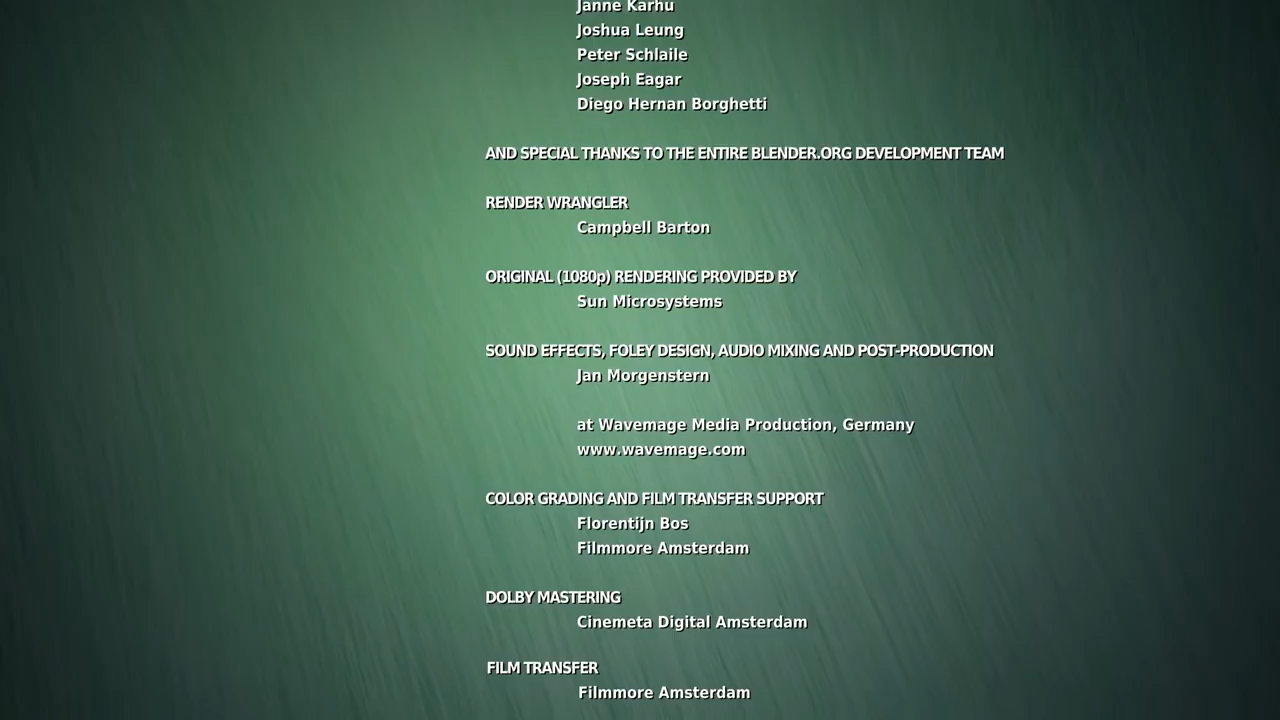 Janne Karhu
Joshua Leung
Peter Schlaile
Joseph Eagar
Diego Hernan Borghetti
AND SPECIAL THANKS TO THE ENTIRE BLENDER.ORG DEVELOPMENT TEAM
RENDER WRANGLER
Campbell Barton
ORIGINAL (1080p) RENDERING PROVIDED BY
Sun Microsystems
SOUND EFFECTS, FOLEY DESIGN, AUDIO MIXING AND POST-PRODUCTION
Jan Morgenstern
at Wavemage Media Production, Germany
www.wavemage.com
COLOR GRADING AND FILM TRANSFER SUPPORT
Florentijn Bos
Filmmore Amsterdam
DOLBY MASTERING
Cinemeta Digital Amsterdam
FILM TRANSFER
Filmmore Amsterdam